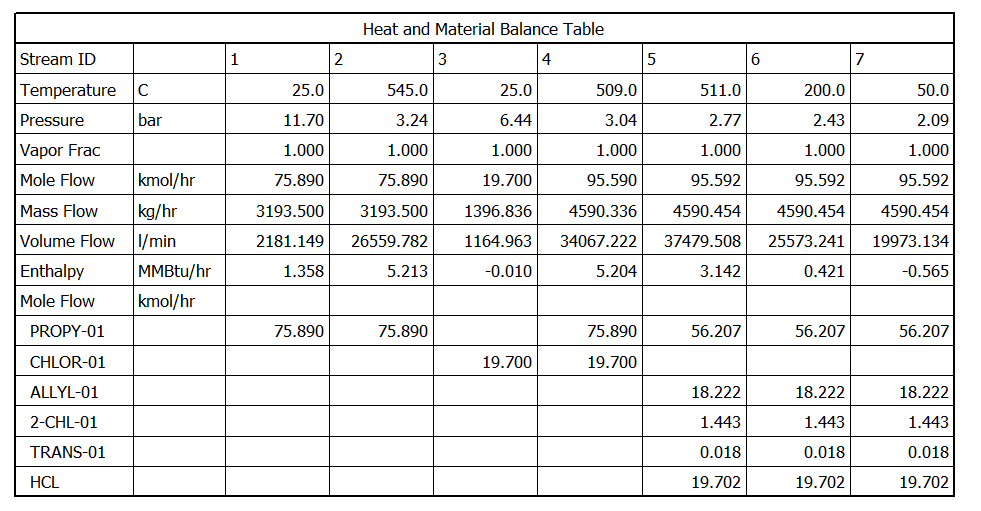 Heat and Material Balance Table
Stream ID 1 2 3 4 5 6 7
Temperature C 25.0 545.0 25.0 509.0 511.0 200.0 50.0
Pressure bar 11.70 3.24 6.44 3.04 2.77 2.43 2.09
Vapor Frac 1.000 1.000 1.000 1.000 1.000 1.000 1.000
Mole Flow kmol/hr 75.890 75.890 19.700 95.590 95.592 95.592 95.592
Mass Flow kg/hr 3193.500 3193.500 1396.836 4590.336 4590.454 4590.454 4590.454
Volume Flow l/min 2181.149 26559.782 1164.963 34067.222 37479.508 25573.241 19973.134
Enthalpy MMBtu/hr 1.358 5.213 -0.010 5.204 3.142 0.421 -0.565
Mole Flow kmol/hr
PROPY-01 75.890 75.890 75.890 56.207 56.207 56.207
CHLOR-01 19.700 19.700
ALLYL-01 18.222 18.222 18.222
2-CHL-01 1.443 1.443 1.443
TRANS-01 0.018 0.018 0.018
HCL 19.702 19.702 19.702